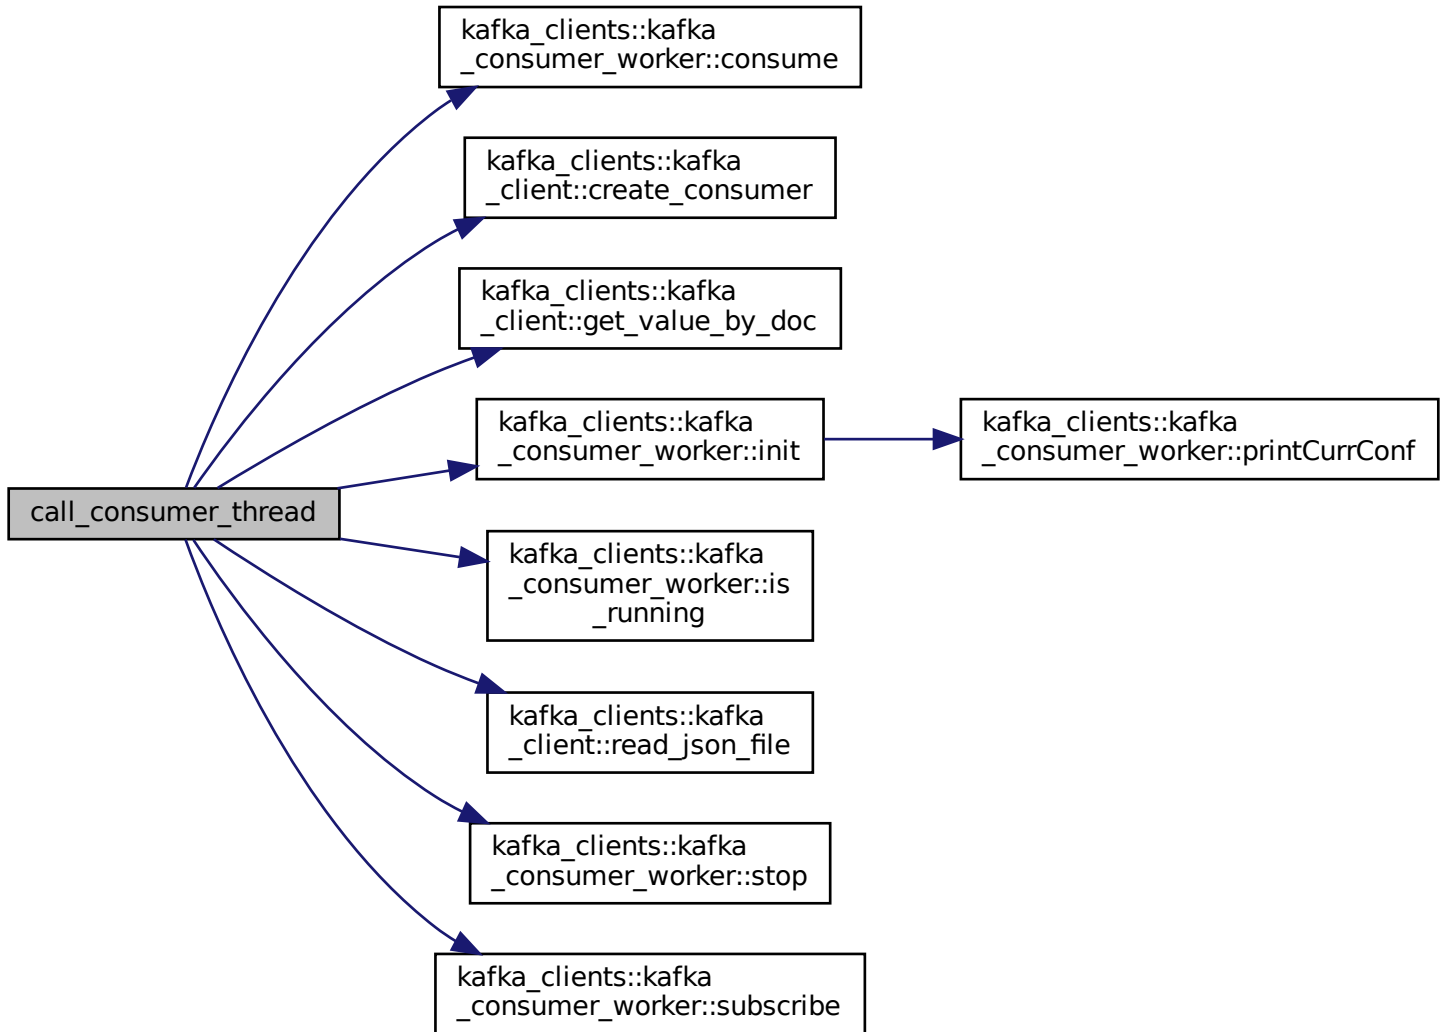 kafka_clients::kafka
_consumer_worker::consume
kafka_clients::kafka
_client::create_consumer
kafka_clients::kafka
_client::get_value_by_doc
kafka_clients::kafka
_consumer_worker::init
kafka_clients::kafka
_consumer_worker::printCurrConf
call_consumer_thread
kafka_clients::kafka
_consumer_worker::is
_running
kafka_clients::kafka
_client::read_json_file
kafka_clients::kafka
_consumer_worker::stop
kafka_clients::kafka
_consumer_worker::subscribe